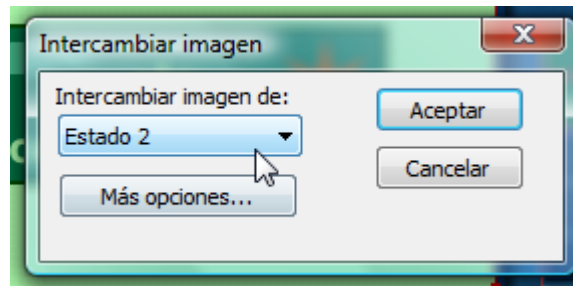 Intercambiar imagen
Intercambiar imagen de:
Estado 2
Aceptar
Cancelar
Más opciones...